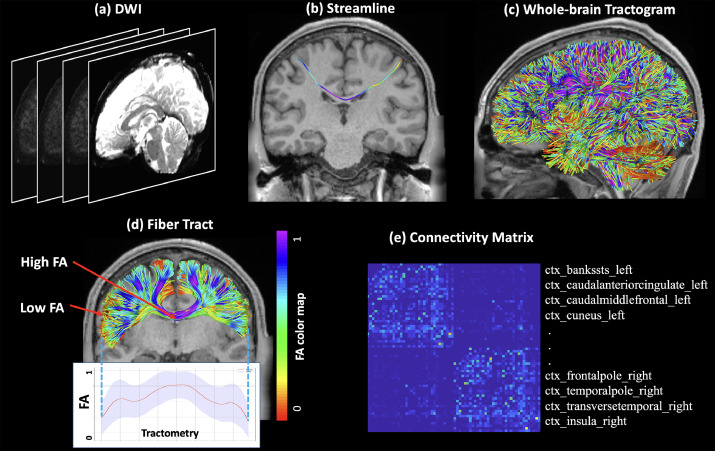 (a) DWI
(b) Streamline
(c) Whole-brain Tractogram
(d) Fiber Tract
High FA
Low FA
1
FA color map
0
1
FA
0
Tractometry
(e) Connectivity Matrix
ctx_bankssts_left
ctx_caudalanteriorcingulate_left
ctx_caudalmiddlefrontal_left
ctx_cuneus_left
.
.
.
ctx_frontalpole_right
ctx_temporalpole_right
ctx_transversetemporal_right
ctx_insula_right